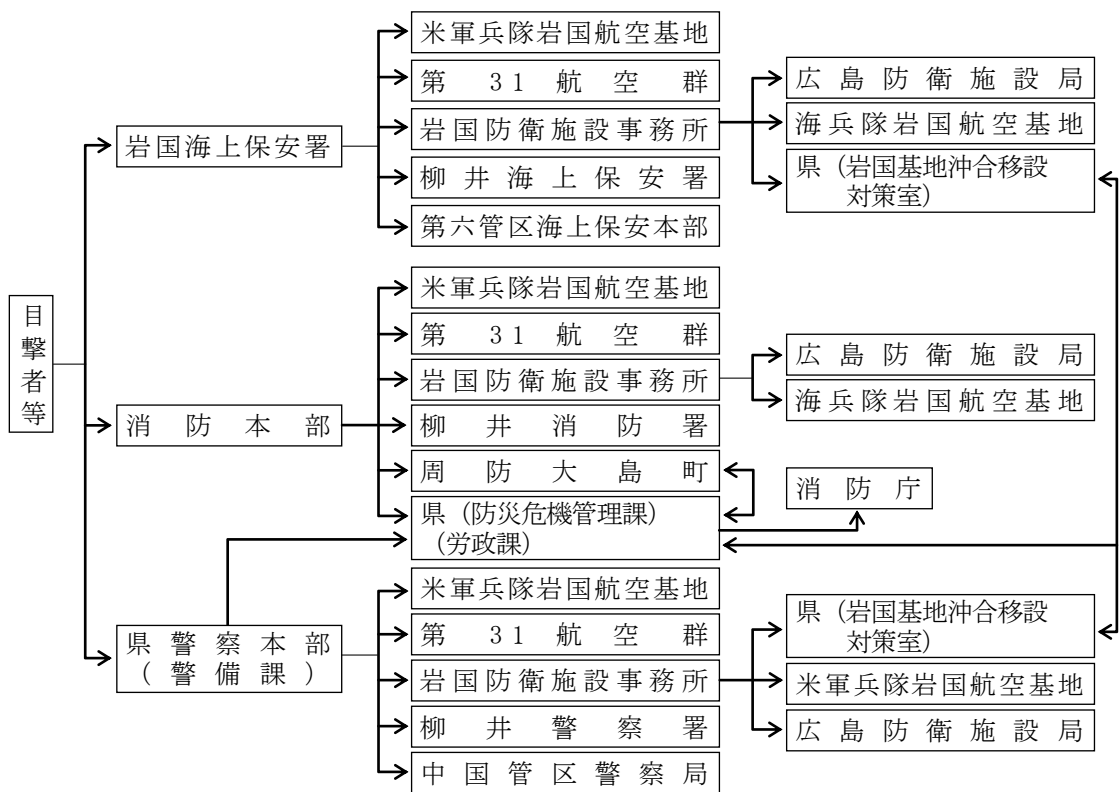 目撃者等
岩国海上保安署
米軍兵隊岩国航空基地
第31航空群
岩国防衛施設事務所
柳井海上保安署
第六管区海上保安本部
広島防衛施設局
海兵隊岩国航空基地
県（岩国基地沖合移設
対策室）
消防本部
米軍兵隊岩国航空基地
第31航空群
岩国防衛施設事務所
柳井消防署
周防大島町
県（防災危機管理課）
（労政課）
広島防衛施設局
海兵隊岩国航空基地
消防庁
県警察本部
（警備課）
米軍兵隊岩国航空基地
第31航空群
岩国防衛施設事務所
柳井警察署
中国管区警察局
県（岩国基地沖合移設
対策室）
米軍兵隊岩国航空基地
広島防衛施設局